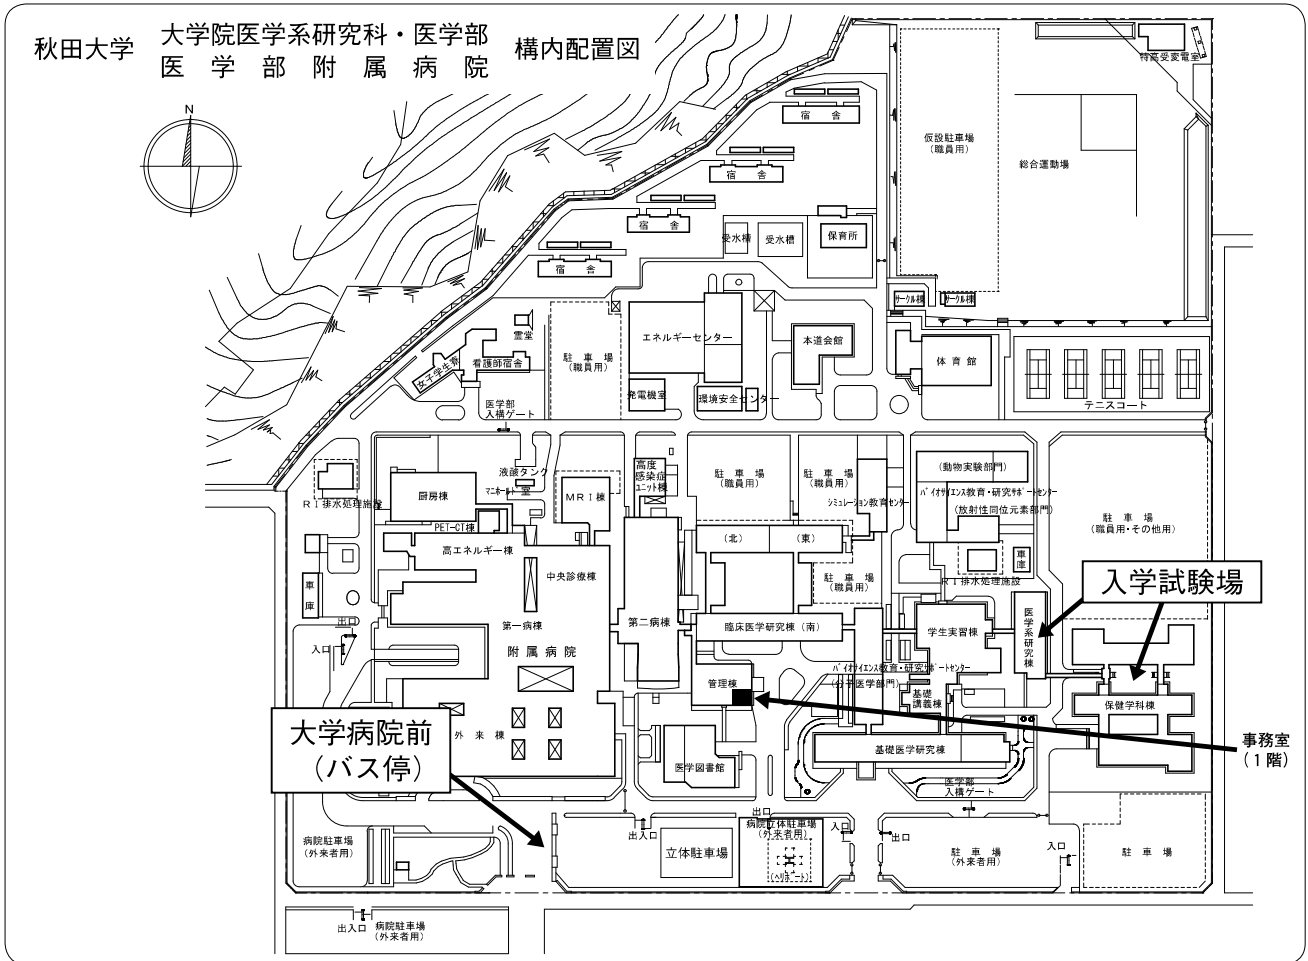 秋田大学
大学院医学系研究科・医学部
医学部附属病院
構内配置図
N
特高受変電室
宿 舎
仮設駐車場
(職員用)
総合運動場
宿 舎
宿 舎
受水槽
受水槽
保育所
宿 舎
サークル棟
サークル棟
霊堂
エネルギーセンター
本道会館
体育館
駐車場
(職員用)
看護師宿舎
女子学生寮
発電機室
環境安全センター
テニスコート
医学部
入構ゲート
液酸タンク
マニホールド室
高度
感染症
ユニット棟
駐車場
(職員用)
駐車場
(職員用)
(動物実験部門)
バイオサイエンス教育・研究サポートセンター
(放射性同位元素部門)
シミュレーション教育センター
RI排水処理施設
厨房棟
MRI棟
PET-CT棟
駐車場
(職員用・その他用)
高エネルギー棟
(北)
(東)
中央診療棟
駐車場
(職員用)
RI排水処理施設
車庫
車庫
入学試験場
第一病棟
第二病棟
臨床医学研究棟(南)
学生実習棟
医学系研究棟
出口
入口
附属病院
バイオサイエンス教育・研究サポートセンター
(分子医学部門)
管理棟
基礎
講義棟
保健学科棟
大学病院前
(バス停)
外来棟
事務室
(1階)
基礎医学研究棟
医学図書館
医学部
入構ゲート
出口
病院立体駐車場
(外来者用)
入口
出入口
出口
病院駐車場
(外来者用)
立体駐車場
駐車場
(外来者用)
入口
駐車場
(ヘリポート)
出入口
病院駐車場
(外来者用)